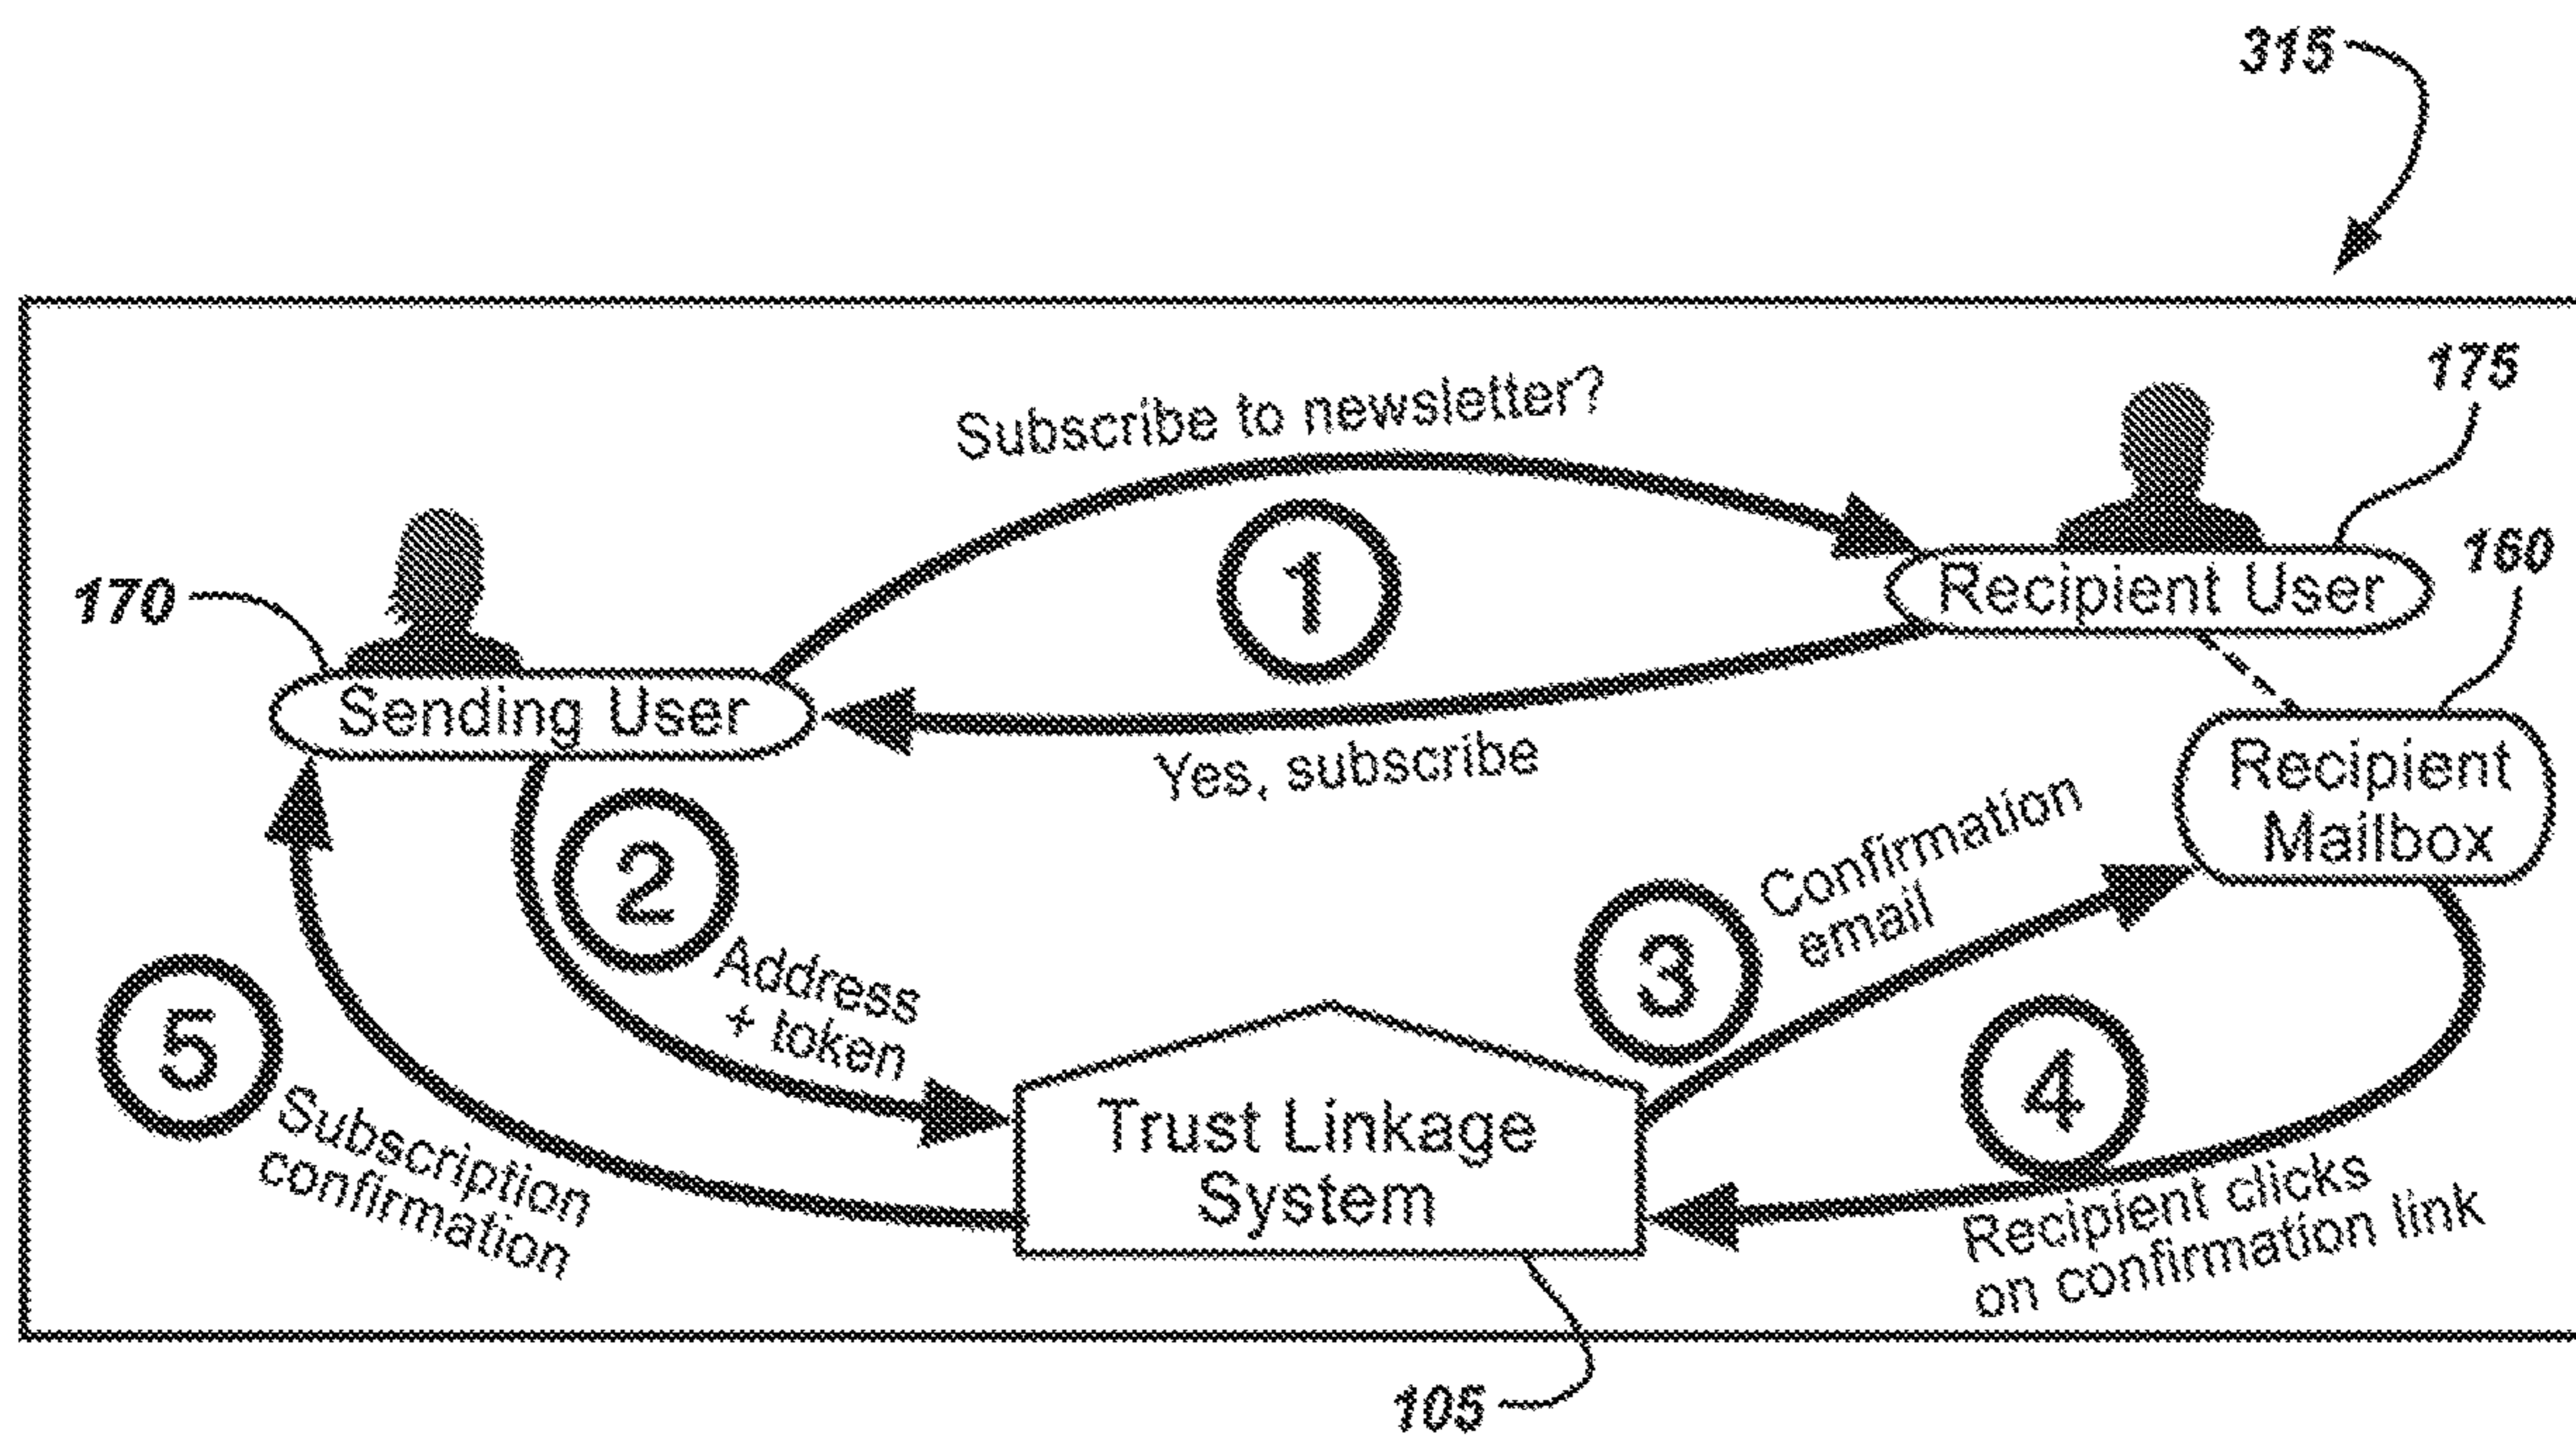 315
175
Subscribe to newsletter?
160
1
170
Recipient User
Sending User
Yes, subscribe
Recipient
Mailbox
2
Confirmation
email
3
Address
+ token
5
4
Trust Linkage
System
Subscription
confirmation
Recipient clicks
on confirmation link
105